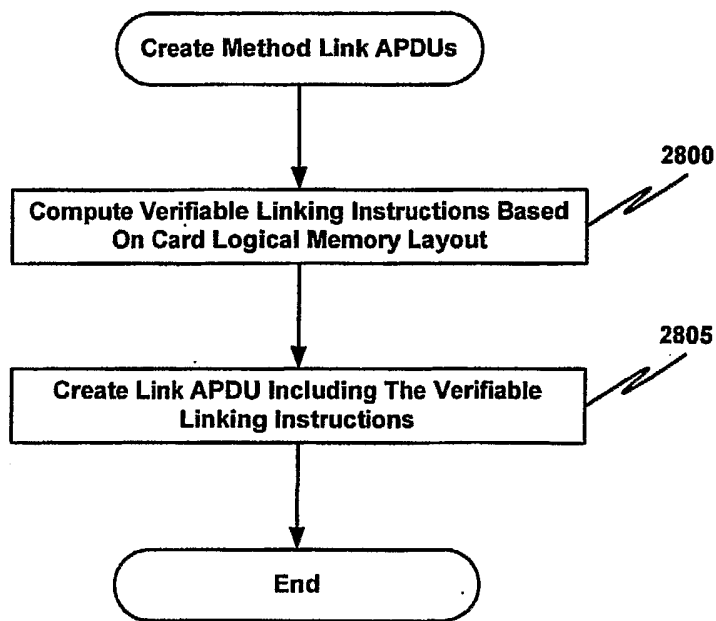 Create Method Link APDUs
2800
Compute Verifiable Linking Instructions Based
On Card Logical Memory Layout
2805
Create Link APDU Including The Verifiable
Linking Instructions
End